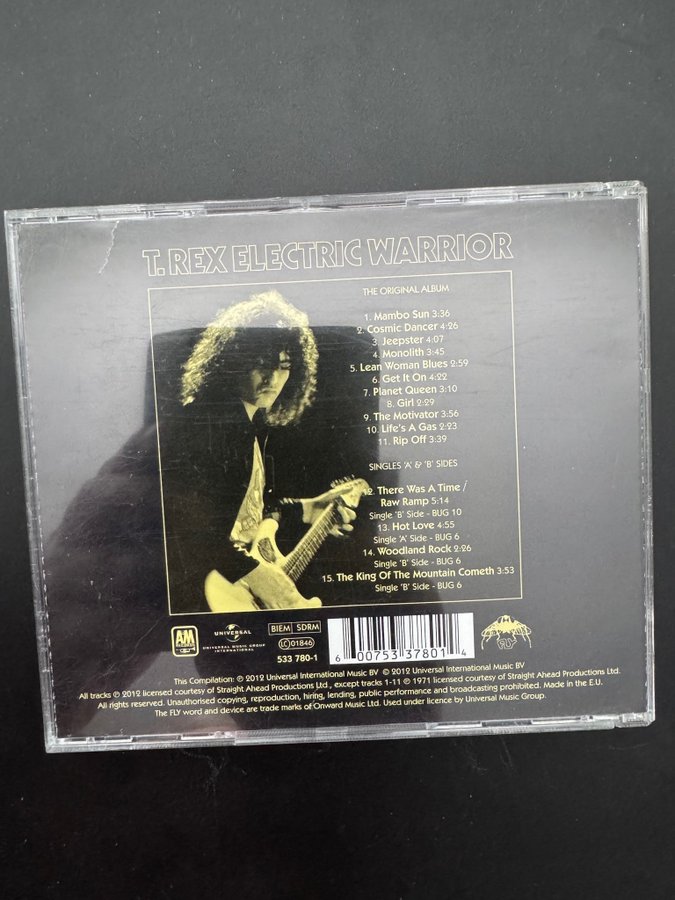 T. REX ELECTRIC WARRIOR
THE ORIGINAL ALBUM
1. Mambo Sun 3:36
2. Cosmic Dancer 4:26
3. Jeepster 4:07
4. Monolith 3:45
5. Lean Woman Blues 2:59
6. Get It On 4:22
7. Planet Queen 3:10
8. Girl 2:29
9. The Motivator 3:56
10. Life's A Gas 2:23
11. Rip Off 3:39
SINGLES 'A' & 'B' SIDES
12. There Was A Time /
Raw Ramp 5:14
Single 'B' Side - BUG 10
13. Hot Love 4:55
Single 'A' Side - BUG 6
14. Woodland Rock 2:26
Single 'B' Side - BUG 6
15. The King Of The Mountain Cometh 3:53
Single 'B' Side - BUG 6
AM
RECORDS
UNIVERSAL
UNIVERSAL MUSIC GROUP
INTERNATIONAL
BIEM SDRM
LC 01846
533 780-1
6 00753 37801 4
FLY
This Compilation: ℗ 2012 Universal International Music BV © 2012 Universal International Music BV
All tracks ℗ 2012 licensed courtesy of Straight Ahead Productions Ltd., except tracks 1-11 ℗ 1971 licensed courtesy of Straight Ahead Productions Ltd.
All rights reserved. Unauthorised copying, reproduction, hiring, lending, public performance and broadcasting prohibited. Made in the E.U.
The FLY word and device are trade marks of Onward Music Ltd. Used under licence by Universal Music Group.